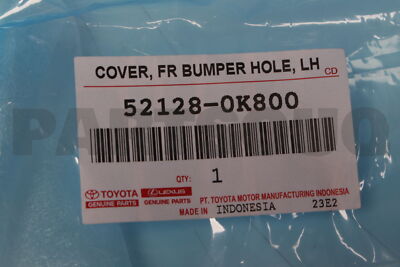 COVER, FR BUMPER HOLE, LH
CD
52128-0K800
QTY: 1
TOYOTA LEXUS
GENUINE PARTS GENUINE PARTS
PT. TOYOTA MOTOR MANUFACTURING INDONESIA
MADE IN INDONESIA 23E2
PARTSOUQ